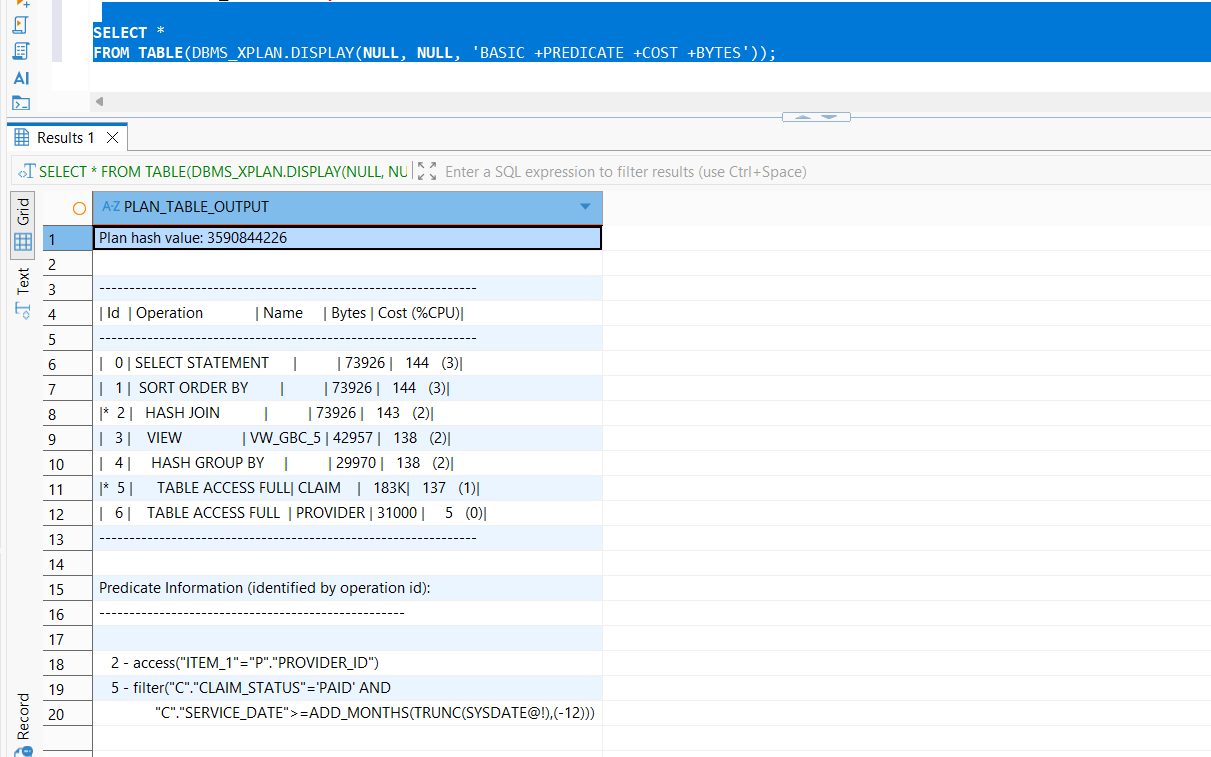 SELECT *
FROM TABLE(DBMS_XPLAN.DISPLAY(NULL, NULL, 'BASIC +PREDICATE +COST +BYTES'));
AI
Results 1
SELECT * FROM TABLE(DBMS_XPLAN.DISPLAY(NULL, NU
Enter a SQL expression to filter results (use Ctrl+Space)
Grid
Text
Record
A-Z PLAN_TABLE_OUTPUT
1 Plan hash value: 3590844226
2
3 ---------------------------------------------------------------
4 | Id | Operation | Name | Bytes | Cost (%CPU)|
5 ---------------------------------------------------------------
6 | 0 | SELECT STATEMENT | | 73926 | 144 (3)|
7 | 1 | SORT ORDER BY | | 73926 | 144 (3)|
8 |* 2 | HASH JOIN | | 73926 | 143 (2)|
9 | 3 | VIEW | VW_GBC_5 | 42957 | 138 (2)|
10 | 4 | HASH GROUP BY | | 29970 | 138 (2)|
11 |* 5 | TABLE ACCESS FULL| CLAIM | 183K| 137 (1)|
12 | 6 | TABLE ACCESS FULL | PROVIDER | 31000 | 5 (0)|
13 ---------------------------------------------------------------
14
15 Predicate Information (identified by operation id):
16 ---------------------------------------------------
17
18 2 - access("ITEM_1"="P"."PROVIDER_ID")
19 5 - filter("C"."CLAIM_STATUS"='PAID' AND
20 "C"."SERVICE_DATE">=ADD_MONTHS(TRUNC(SYSDATE@!),(-12)))